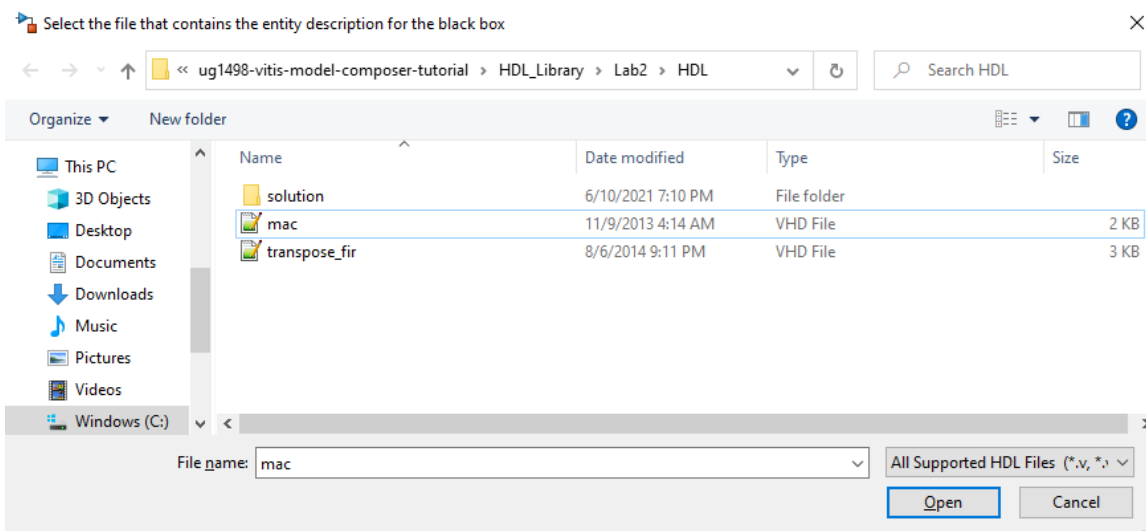 Select the file that contains the entity description for the black box
« ug1498-vitis-model-composer-tutorial › HDL_Library › Lab2 › HDL
Search HDL
Organize
New folder
Name Date modified Type Size
This PC
3D Objects
Desktop
Documents
Downloads
Music
Pictures
Videos
Windows (C:)
solution 6/10/2021 7:10 PM File folder
mac 11/9/2013 4:14 AM VHD File 2 KB
transpose_fir 8/6/2014 9:11 PM VHD File 3 KB
File name: mac
All Supported HDL Files (*.v, *.
Open Cancel